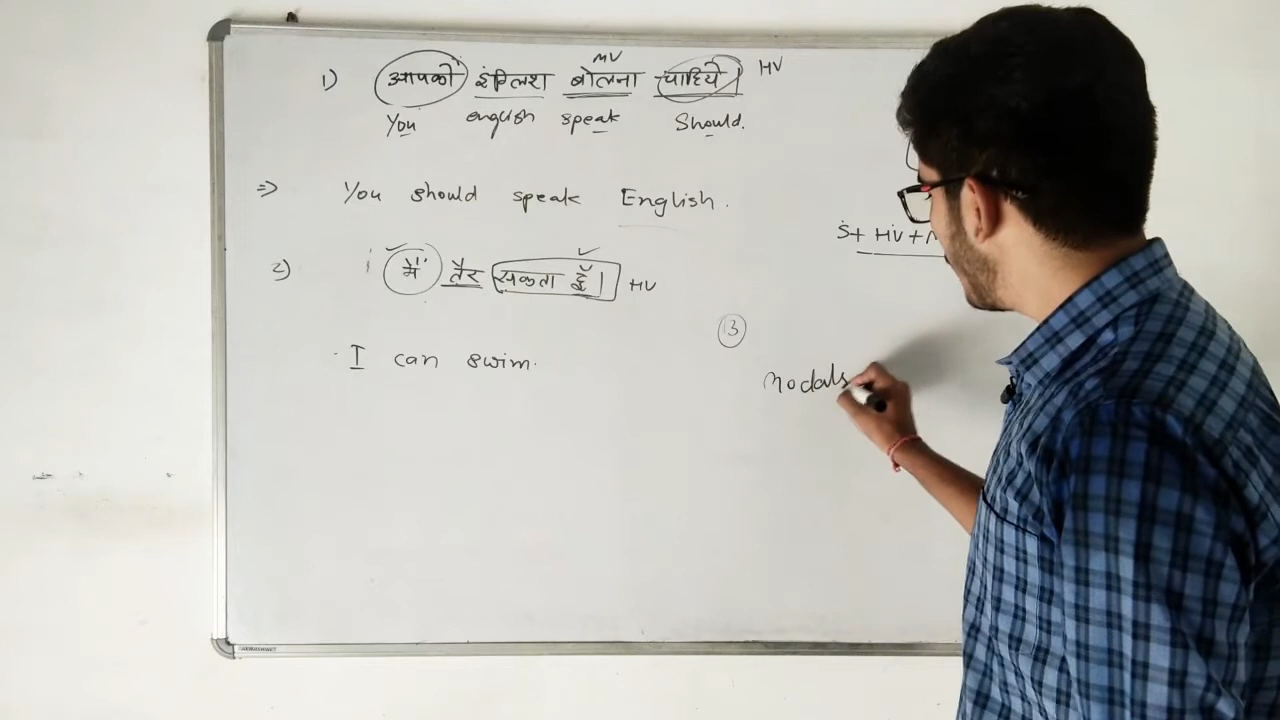 1) आपको इंग्लिश बोलना चाहिये। HV
MV
You english speak Should.
⇒ You should speak English.
S + HV + M
2) मैं तैर सकता हूँ। HV
13
I can swim.
Modals